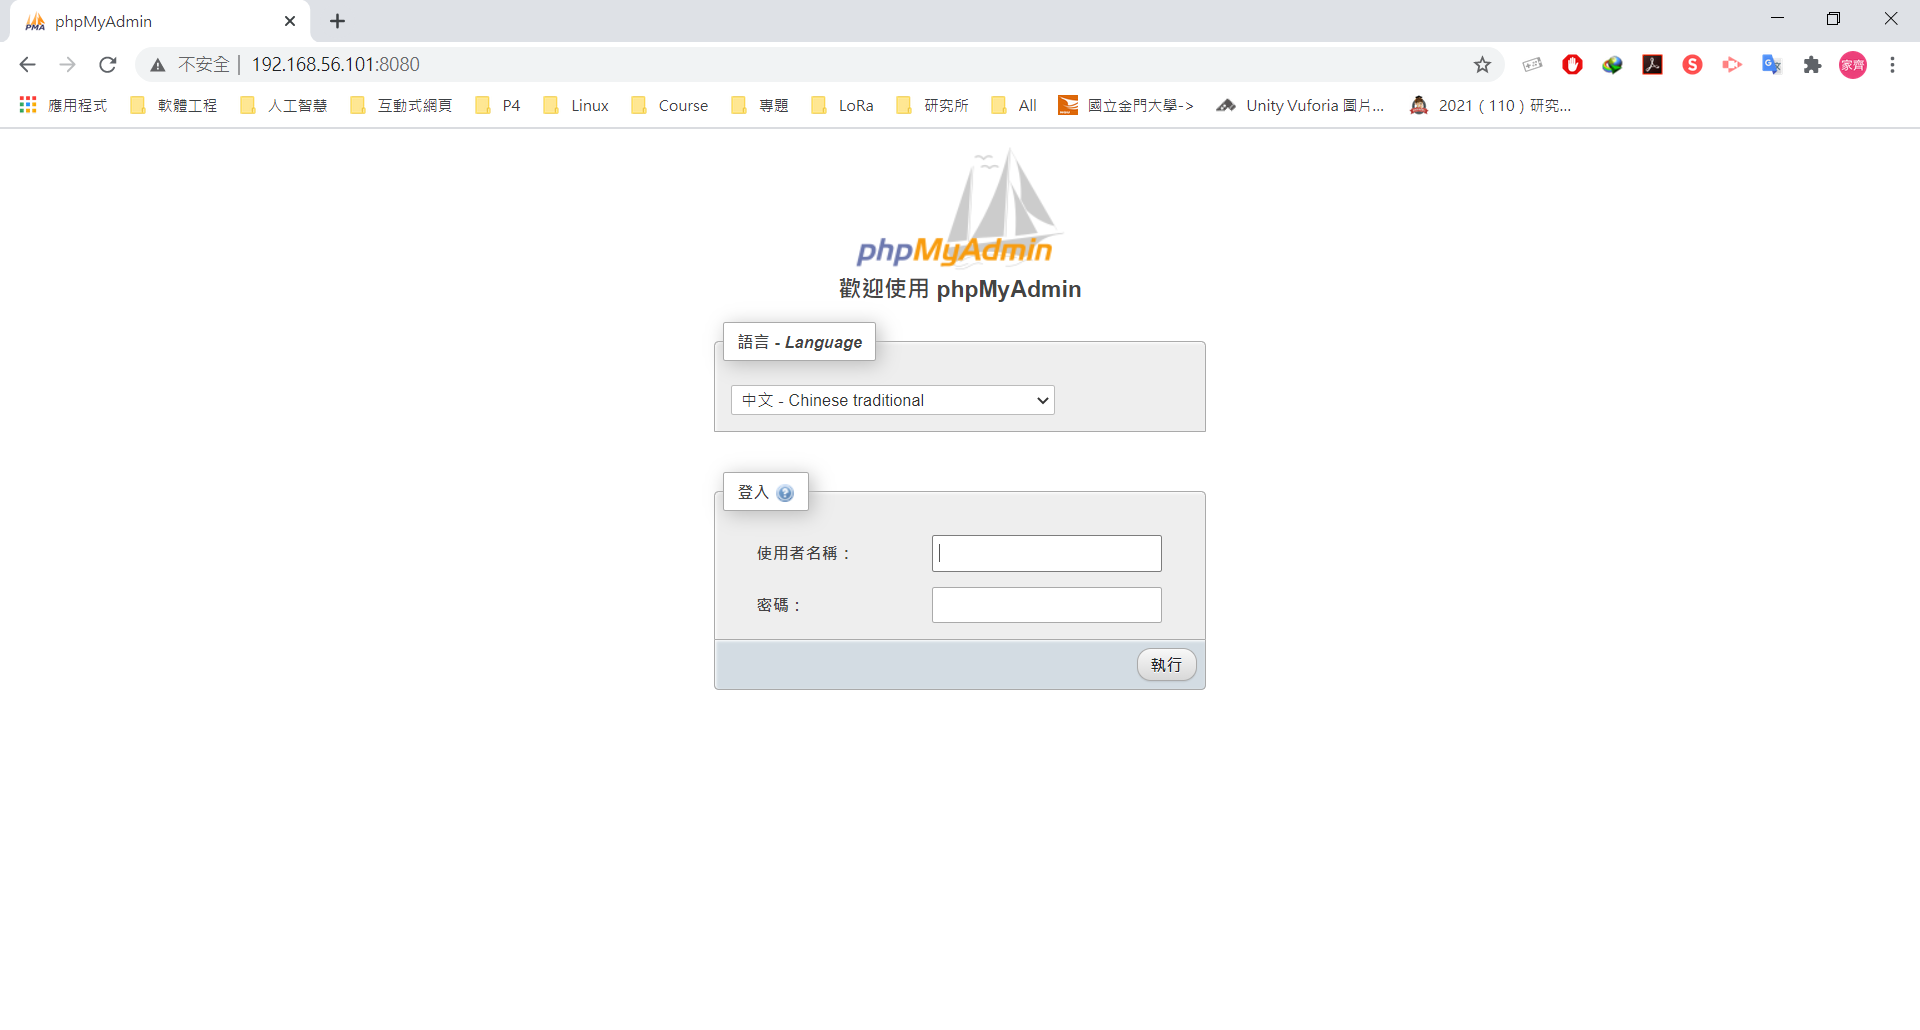 PMA phpMyAdmin
不安全 192.168.56.101:8080
家齊
應用程式 軟體工程 人工智慧 互動式網頁 P4 Linux Course 專題 LoRa 研究所 All 國立金門大學-> Unity Vuforia 圖片... 2021 ( 110 ) 研究...
phpMyAdmin
歡迎使用 phpMyAdmin
語言 - Language
中文 - Chinese traditional
登入
使用者名稱：
密碼：
執行